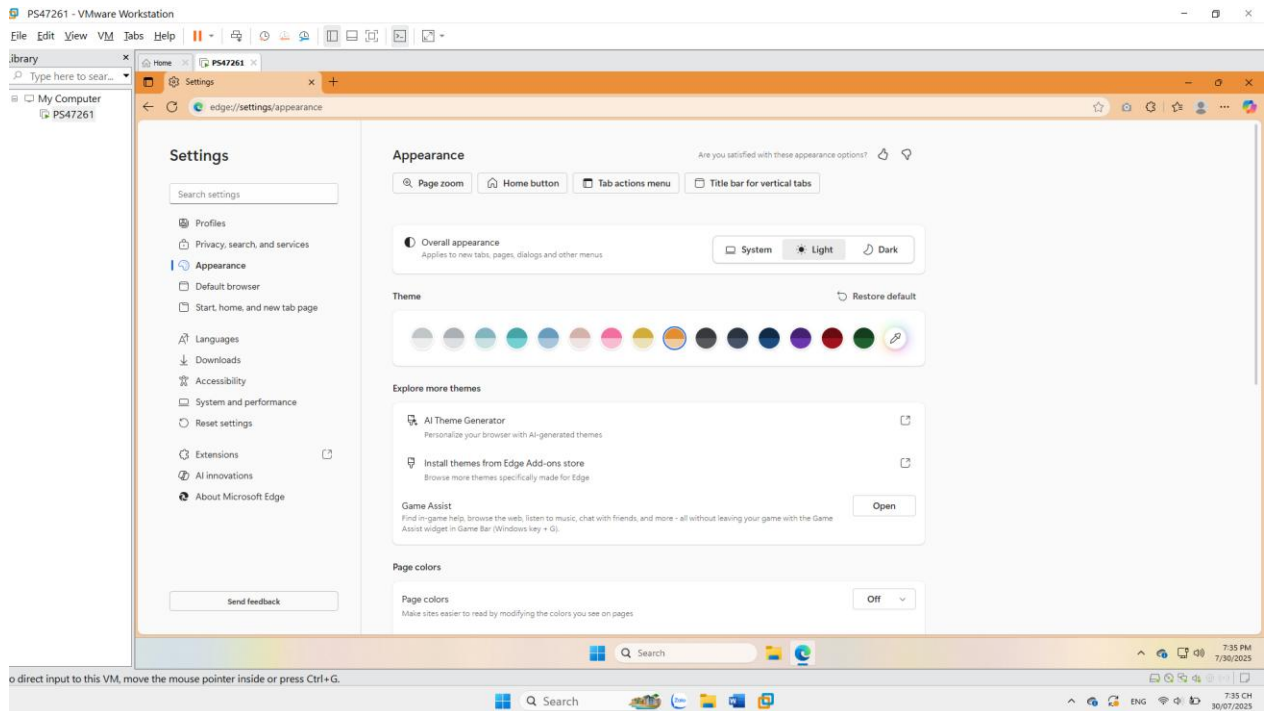 PS47261 - VMware Workstation
File Edit View VM Tabs Help
.ibrary
Type here to sear...
My Computer
PS47261
Home PS47261
Settings
edge://settings/appearance
Settings
Search settings
Profiles
Privacy, search, and services
Appearance
Default browser
Start, home, and new tab page
Languages
Downloads
Accessibility
System and performance
Reset settings
Extensions
AI innovations
About Microsoft Edge
Send feedback
Appearance
Are you satisfied with these appearance options?
Page zoom Home button Tab actions menu Title bar for vertical tabs
Overall appearance
Applies to new tabs, pages, dialogs and other menus
System Light Dark
Theme Restore default
Explore more themes
AI Theme Generator
Personalize your browser with AI-generated themes
Install themes from Edge Add-ons store
Browse more themes specifically made for Edge
Game Assist
Find in-game help, browse the web, listen to music, chat with friends, and more - all without leaving your game with the Game
Assist widget in Game Bar (Windows key + G).
Open
Page colors
Page colors
Make sites easier to read by modifying the colors you see on pages
Off
Search
7:35 PM
7/30/2025
o direct input to this VM, move the mouse pointer inside or press Ctrl+G.
Search
Zalo
ENG
7:35 CH
30/07/2025